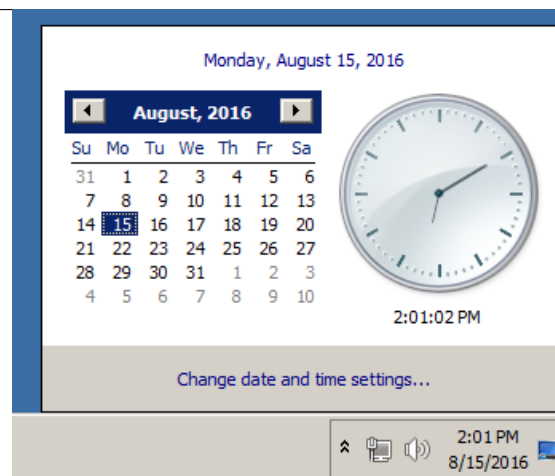 Monday, August 15, 2016
August, 2016
Su Mo Tu We Th Fr Sa
31 1 2 3 4 5 6
7 8 9 10 11 12 13
14 15 16 17 18 19 20
21 22 23 24 25 26 27
28 29 30 31 1 2 3
4 5 6 7 8 9 10
2:01:02 PM
Change date and time settings...
2:01 PM
8/15/2016